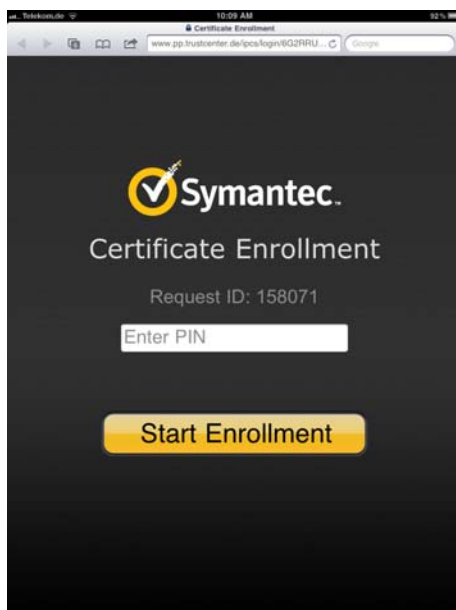 Telekom.de 10:09 AM 92%
Certificate Enrollment
www.pp.trustcenter.de/ipcs/login/6G2RRU... Google
Symantec™
Certificate Enrollment
Request ID: 158071
Enter PIN
Start Enrollment